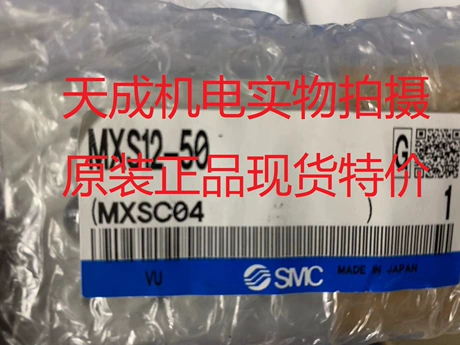 天成机电实物拍摄
MXS12-50
G
原装正品现货特价
(MXSC04 )
1
VU
SMC
MADE IN JAPAN